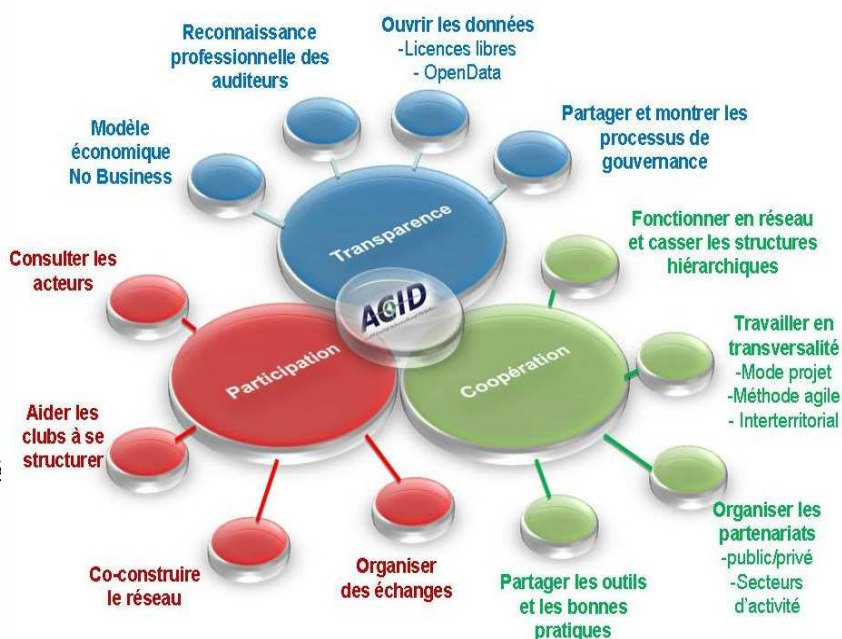 Reconnaissance
professionnelle des
auditeurs
Ouvrir les données
-Licences libres
- OpenData
Modèle
économique
No Business
Partager et montrer les
processus de
gouvernance
Transparence
Fonctionner en réseau
et casser les structures
hiérarchiques
Consulter les
acteurs
ACID
Participation
Coopération
Travailler en
transversalité
-Mode projet
-Méthode agile
- Interterritorial
Aider les
clubs à se
structurer
Organiser les
partenariats
-public/privé
-Secteurs
d'activité
Co-construire
le réseau
Organiser
des échanges
Partager les outils
et les bonnes
pratiques